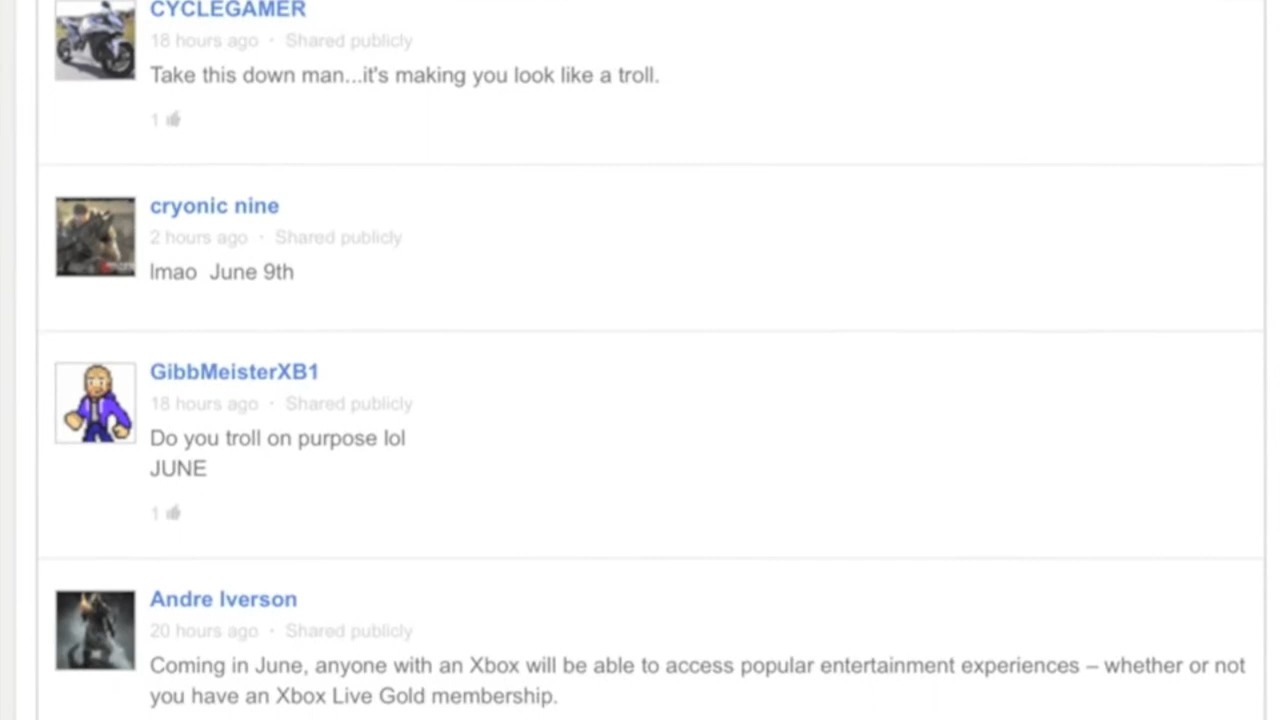 CYCLEGAMER
18 hours ago · Shared publicly
Take this down man...it's making you look like a troll.
1
cryonic nine
2 hours ago · Shared publicly
lmao  June 9th
GibbMeisterXB1
18 hours ago · Shared publicly
Do you troll on purpose lol
JUNE
1
Andre Iverson
20 hours ago · Shared publicly
Coming in June, anyone with an Xbox will be able to access popular entertainment experiences – whether or not
you have an Xbox Live Gold membership.